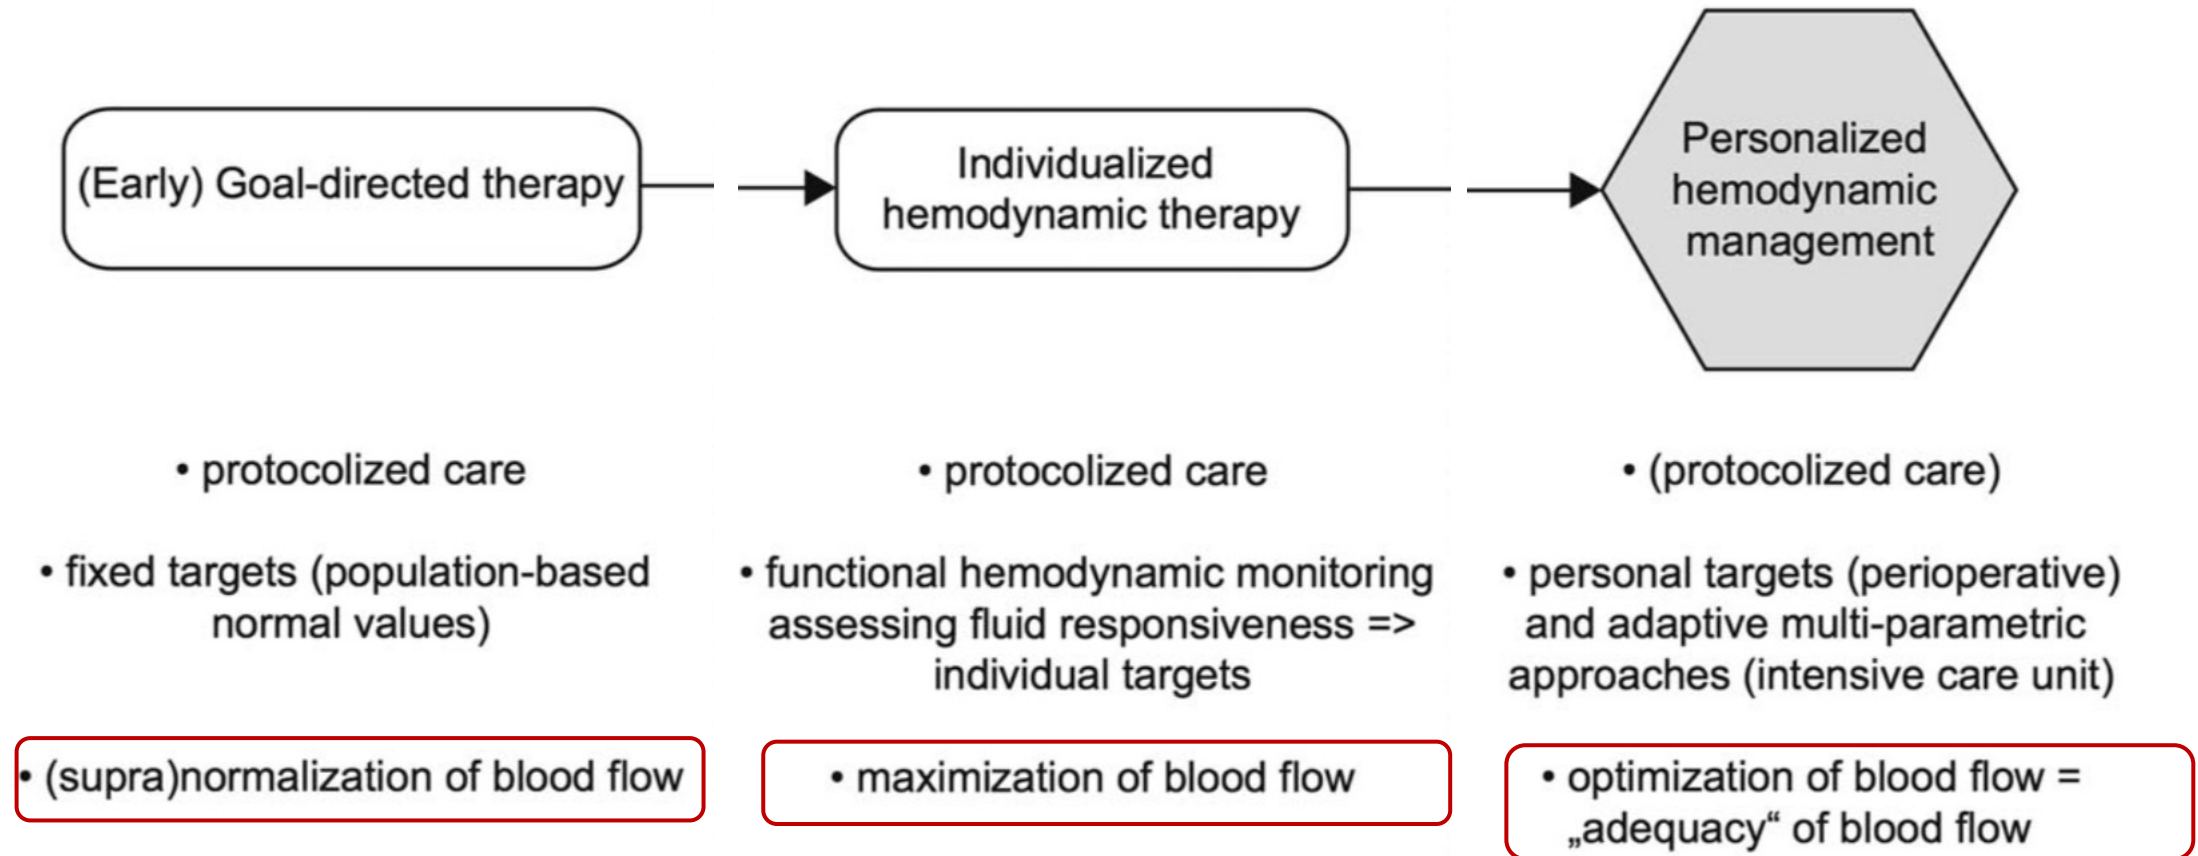 (Early) Goal-directed therapy
Individualized
hemodynamic therapy
Personalized
hemodynamic
management
• protocolized care
• fixed targets (population-based
normal values)
• (supra)normalization of blood flow
• protocolized care
• functional hemodynamic monitoring
assessing fluid responsiveness =>
individual targets
• maximization of blood flow
• (protocolized care)
• personal targets (perioperative)
and adaptive multi-parametric
approaches (intensive care unit)
• optimization of blood flow =
„adequacy“ of blood flow